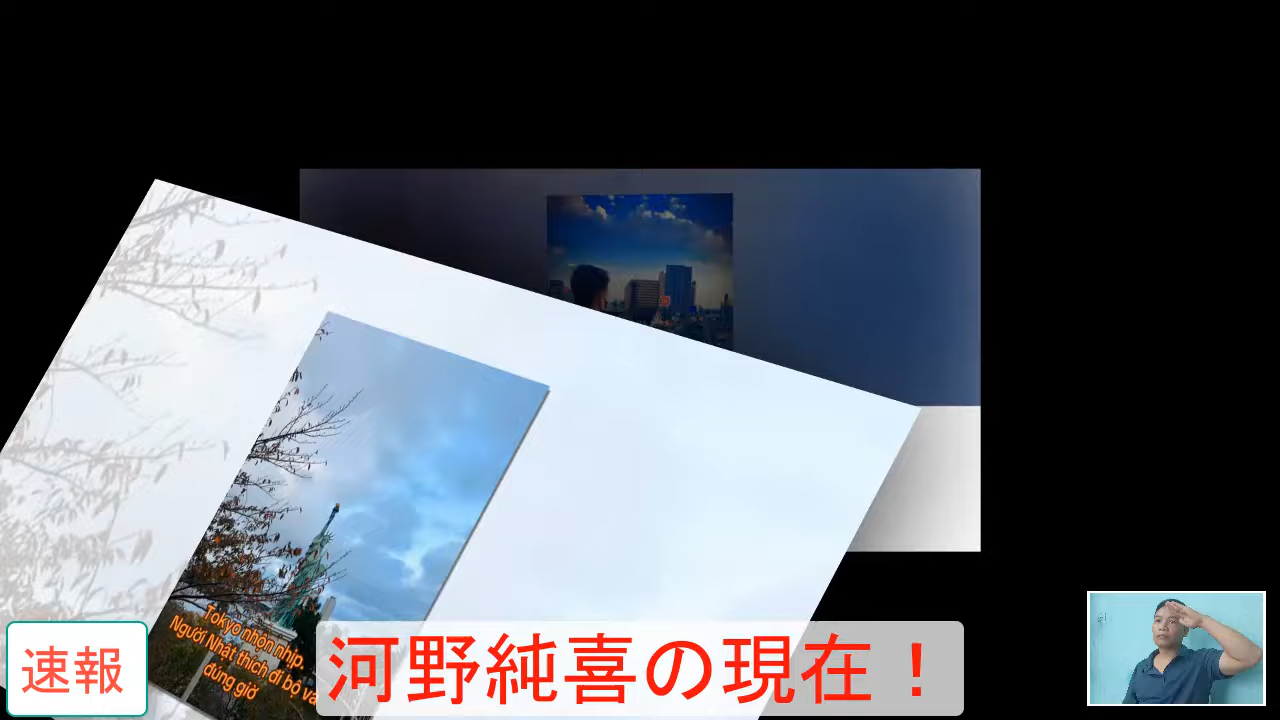 Tokyo nhộn nhịp.
Người Nhật thích đi bộ và
đúng giờ
速報
河野純喜の現在！